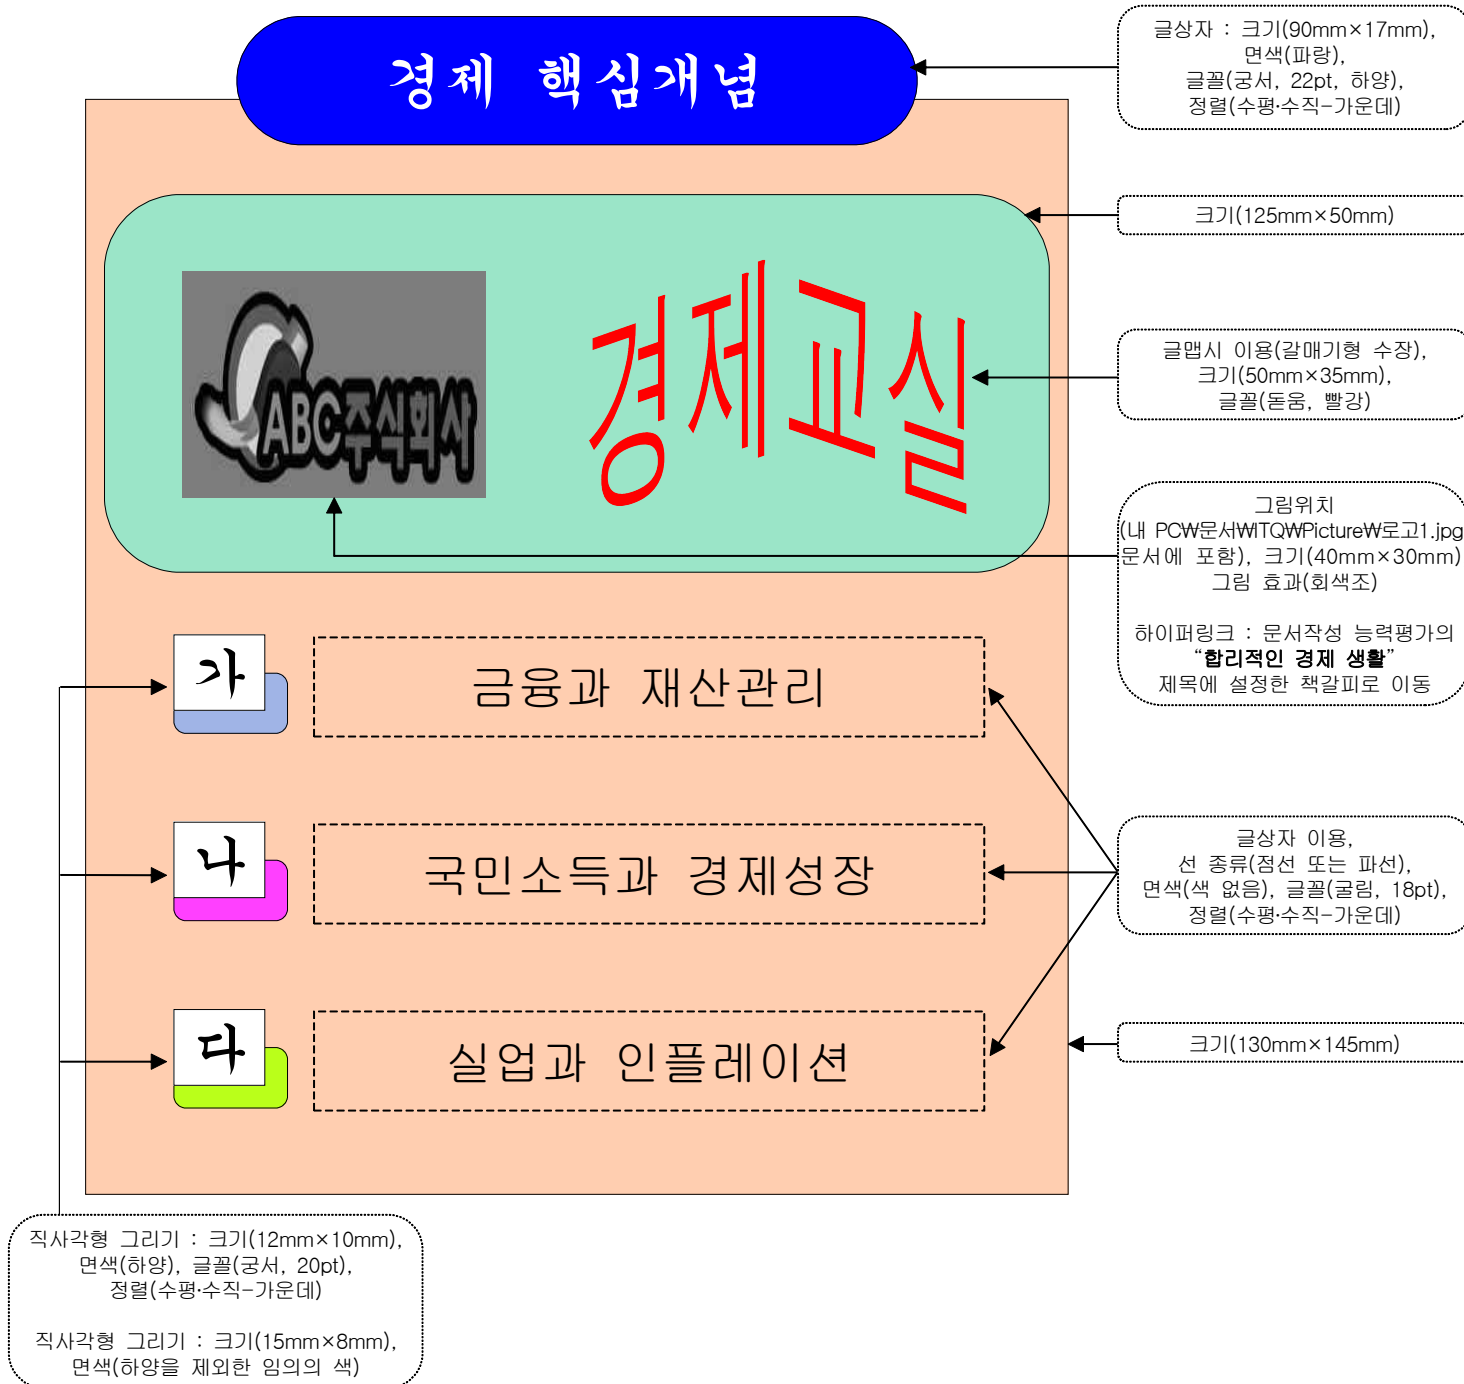 경제 핵심개념
글상자 : 크기(90mm×17mm),
면색(파랑),
글꼴(궁서, 22pt, 하양),
정렬(수평·수직-가운데)
크기(125mm×50mm)
ABC주식회사
경제교실
글맵시 이용(갈매기형 수장),
크기(50mm×35mm),
글꼴(돋움, 빨강)
그림위치
(내 PC₩문서₩ITQ₩Picture₩로고1.jpg
문서에 포함), 크기(40mm×30mm)
그림 효과(회색조)
하이퍼링크 : 문서작성 능력평가의
“합리적인 경제 생활”
제목에 설정한 책갈피로 이동
가
금융과 재산관리
나
국민소득과 경제성장
글상자 이용,
선 종류(점선 또는 파선),
면색(색 없음), 글꼴(굴림, 18pt),
정렬(수평·수직-가운데)
다
실업과 인플레이션
크기(130mm×145mm)
직사각형 그리기 : 크기(12mm×10mm),
면색(하양), 글꼴(궁서, 20pt),
정렬(수평·수직-가운데)
직사각형 그리기 : 크기(15mm×8mm),
면색(하양을 제외한 임의의 색)